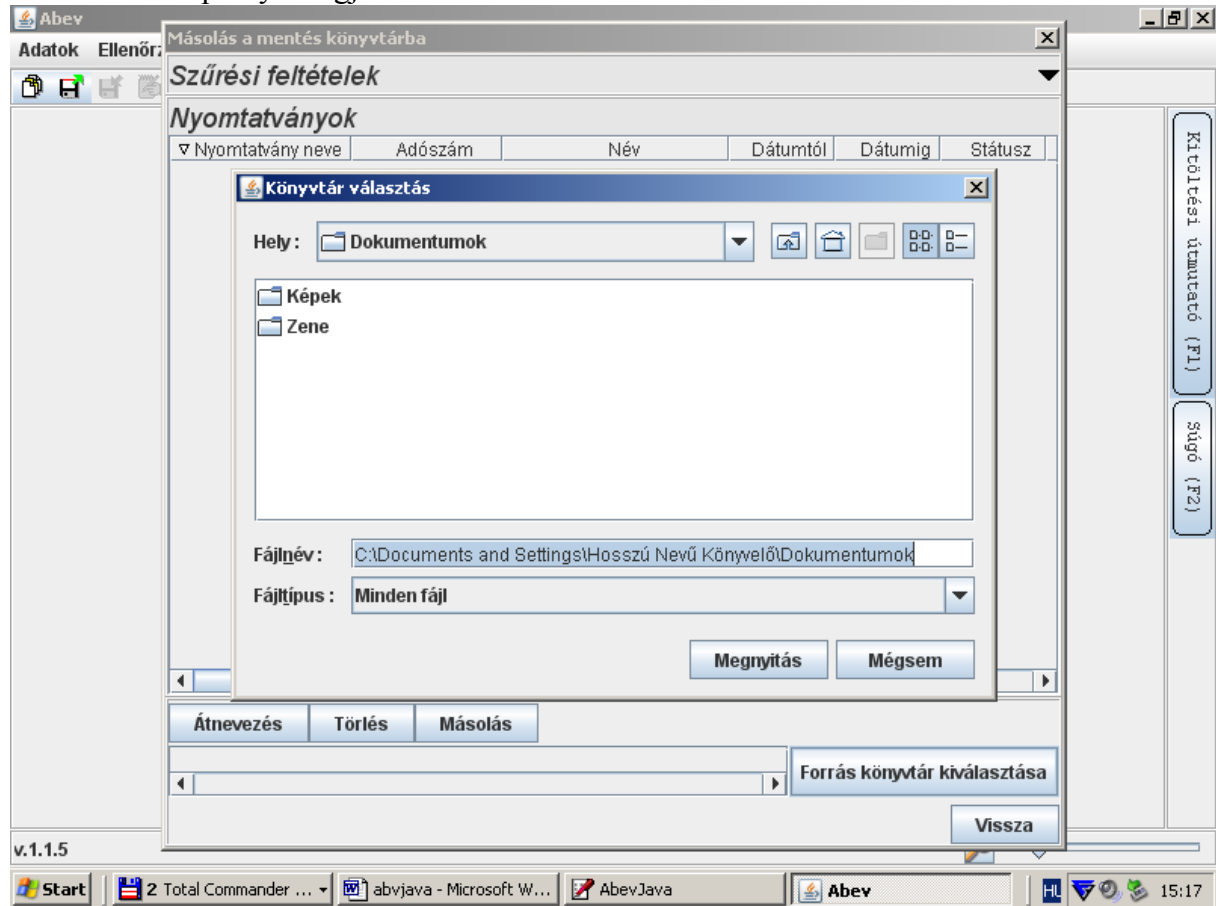 Abev
Másolás a mentés könyvtárba
Adatok Ellenőrz
Szűrési feltételek
Nyomtatványok
Nyomtatvány neve Adószám Név Dátumtól Dátumig Státusz
Könyvtár választás
Hely: Dokumentumok
Képek
Zene
Fájlnév: C:\Documents and Settings\Hosszú Nevű Könyvelő\Dokumentumok
Fájltípus: Minden fájl
Megnyitás Mégsem
Átnevezés Törlés Másolás
Forrás könyvtár kiválasztása
Vissza
Kitöltési útmutató (F1)
Súgó (F2)
v.1.1.5
Start 2 Total Commander ... abvjava - Microsoft W... AbevJava Abev HU 15:17